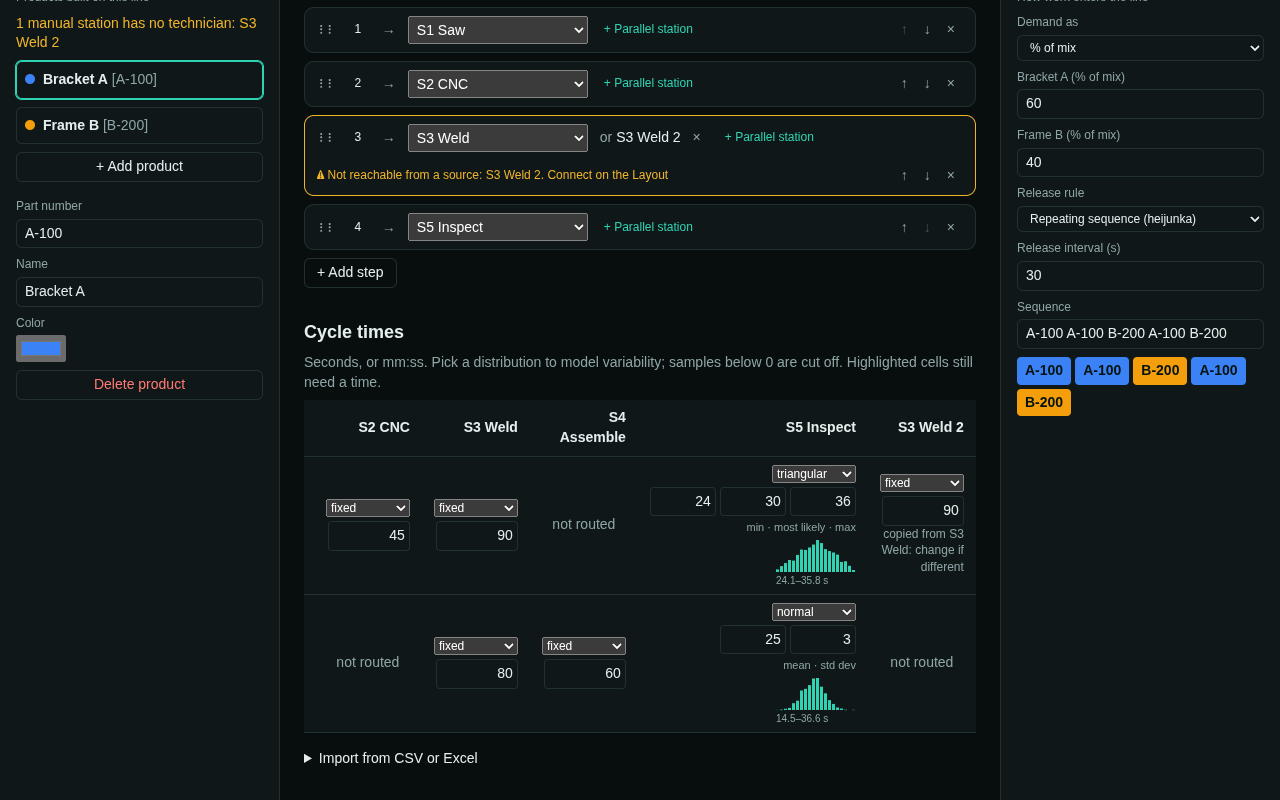 1 manual station has no technician: S3
Weld 2
Bracket A [A-100]
Frame B [B-200]
+ Add product
Part number
A-100
Name
Bracket A
Color
Delete product
1 → S1 Saw + Parallel station ↑ ↓ ×
2 → S2 CNC + Parallel station ↑ ↓ ×
3 → S3 Weld or S3 Weld 2 × + Parallel station
Not reachable from a source: S3 Weld 2. Connect on the Layout ↑ ↓ ×
4 → S5 Inspect + Parallel station ↑ ↓ ×
+ Add step
Cycle times
Seconds, or mm:ss. Pick a distribution to model variability; samples below 0 are cut off. Highlighted cells still
need a time.
S2 CNC S3 Weld S4 Assemble S5 Inspect S3 Weld 2
fixed
45
fixed
90
not routed
triangular
24 30 36
min · most likely · max
24.1–35.8 s
fixed
90
copied from S3
Weld: change if
different
not routed
fixed
80
fixed
60
normal
25 3
mean · std dev
14.5–36.6 s
not routed
Import from CSV or Excel
Demand as
% of mix
Bracket A (% of mix)
60
Frame B (% of mix)
40
Release rule
Repeating sequence (heijunka)
Release interval (s)
30
Sequence
A-100 A-100 B-200 A-100 B-200
A-100 A-100 B-200 A-100
B-200